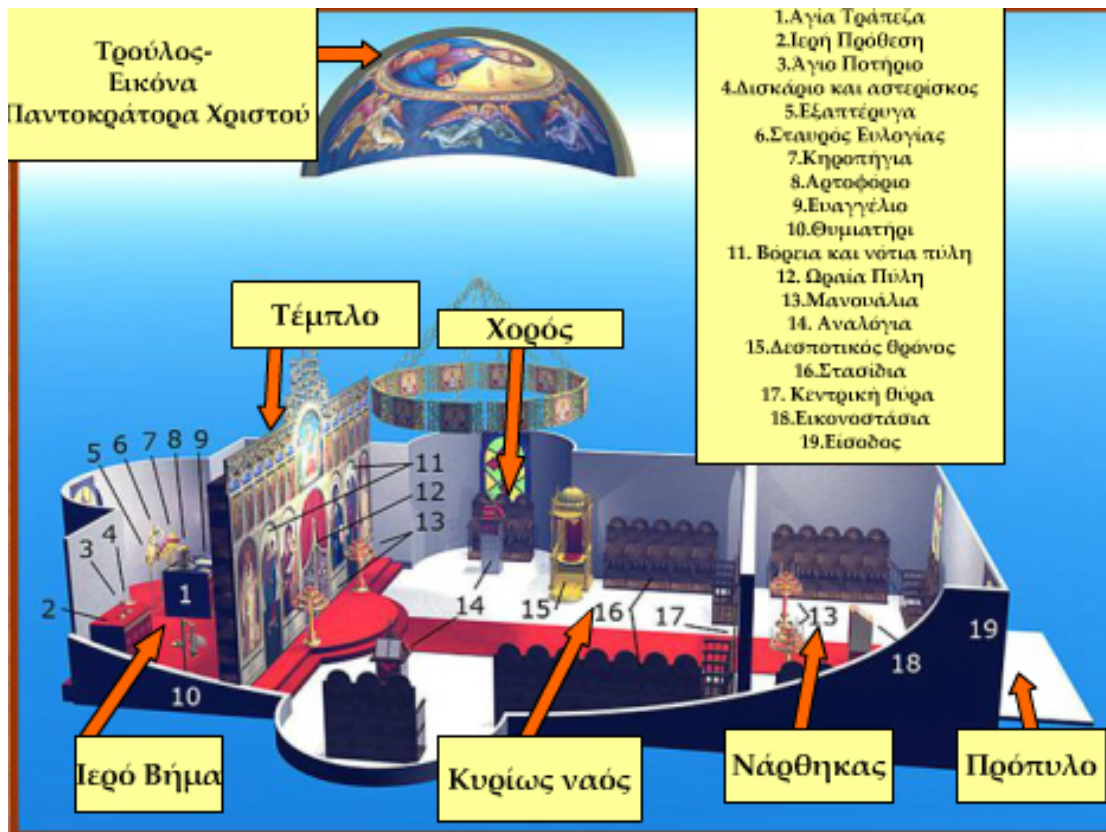 Τρούλος-
Εικόνα
Παντοκράτορα Χριστού
1.Αγία Τράπεζα
2.Ιερή Πρόθεση
3.Άγιο Ποτήριο
4.Δισκάριο και αστερίσκος
5.Εξαπτέρυγα
6.Σταυρός Ευλογίας
7.Κηροπήγια
8.Αρτοφόριο
9.Ευαγγέλιο
10.Θυμιατήρι
11. Βόρεια και νότια πύλη
12. Ωραία Πύλη
13.Μανουάλια
14. Αναλόγια
15.Δεσποτικός θρόνος
16.Στασίδια
17. Κεντρική θύρα
18.Εικονοστάσια
19.Είσοδος
Τέμπλο
Χορός
5 6 7 8 9
11
12
13
3 4
1
2
14 15 16 17
13
18
19
10
Ιερό Βήμα
Κυρίως ναός
Νάρθηκας
Πρόπυλο